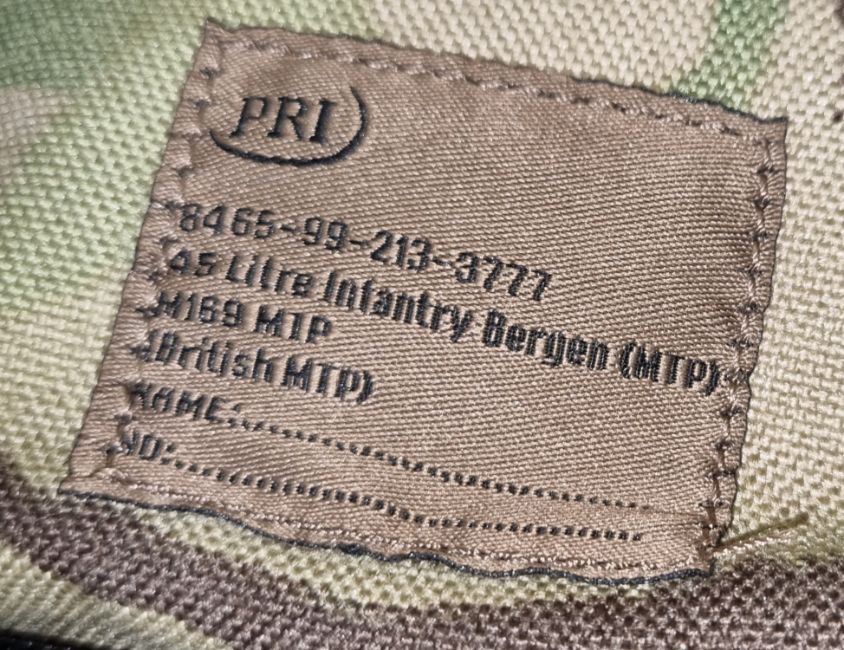 PRI
8465-99-213-3777
45 Litre Infantry Bergen (MTP)
M169 MTP
(British MTP)
NAME:..............................
NO:..............................